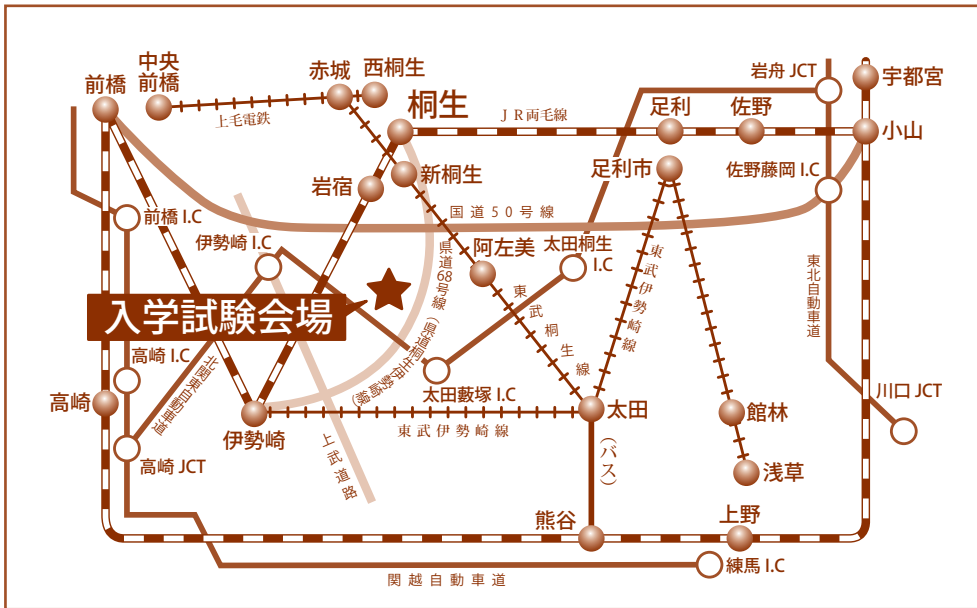 中央
前橋
前橋
赤城
西桐生
岩舟 JCT
宇都宮
上毛電鉄
桐生
ＪＲ両毛線
足利
佐野
小山
岩宿
新桐生
足利市
佐野藤岡 I.C
前橋 I.C
国道50号線
伊勢崎 I.C
阿左美
太田桐生
I.C
県道68号線（県道桐生伊勢崎線）
東武伊勢崎線
東北自動車道
入学試験会場
東武桐生線
高崎 I.C
北関東自動車道
太田藪塚 I.C
川口 JCT
高崎
伊勢崎
東武伊勢崎線
太田
館林
高崎 JCT
上武道路
（バス）
浅草
熊谷
上野
関越自動車道
練馬 I.C